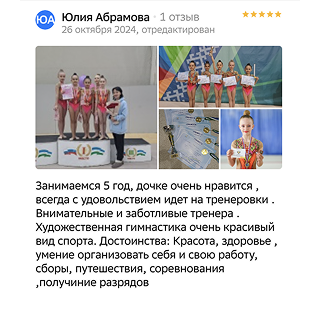 ЮА
Юлия Абрамова · 1 отзыв
26 октября 2024, отредактирован
Занимаемся 5 год, дочке очень нравится ,
всегда с удовольствием идет на тренеровки .
Внимательные и заботливые тренера .
Художественная гимнастика очень красивый
вид спорта. Достоинства: Красота, здоровье ,
умение организовать себя и свою работу,
сборы, путешествия, соревнования
,получиние разрядов